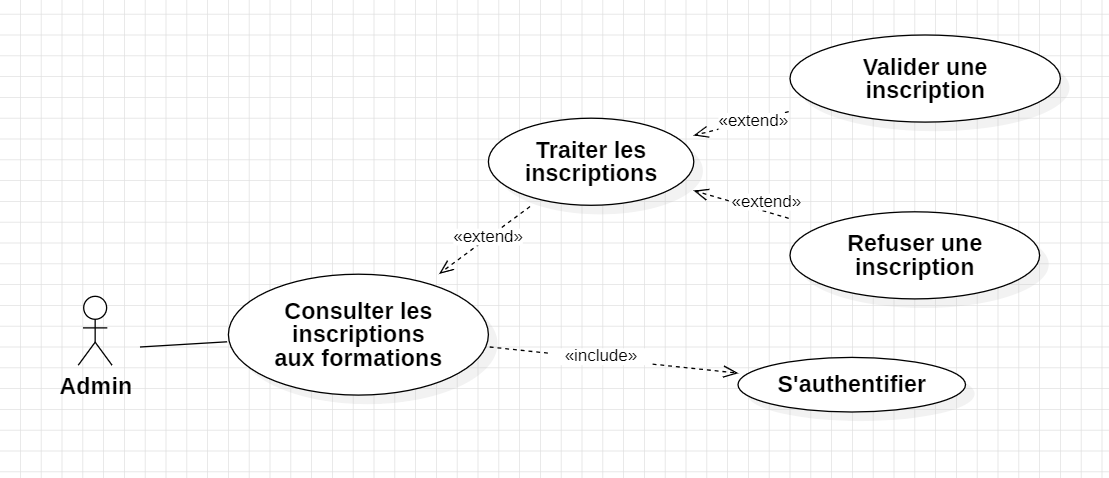 Valider une
inscription
«extend»
Traiter les
inscriptions
«extend»
Refuser une
inscription
«extend»
Consulter les
inscriptions
aux formations
«include»
S'authentifier
Admin